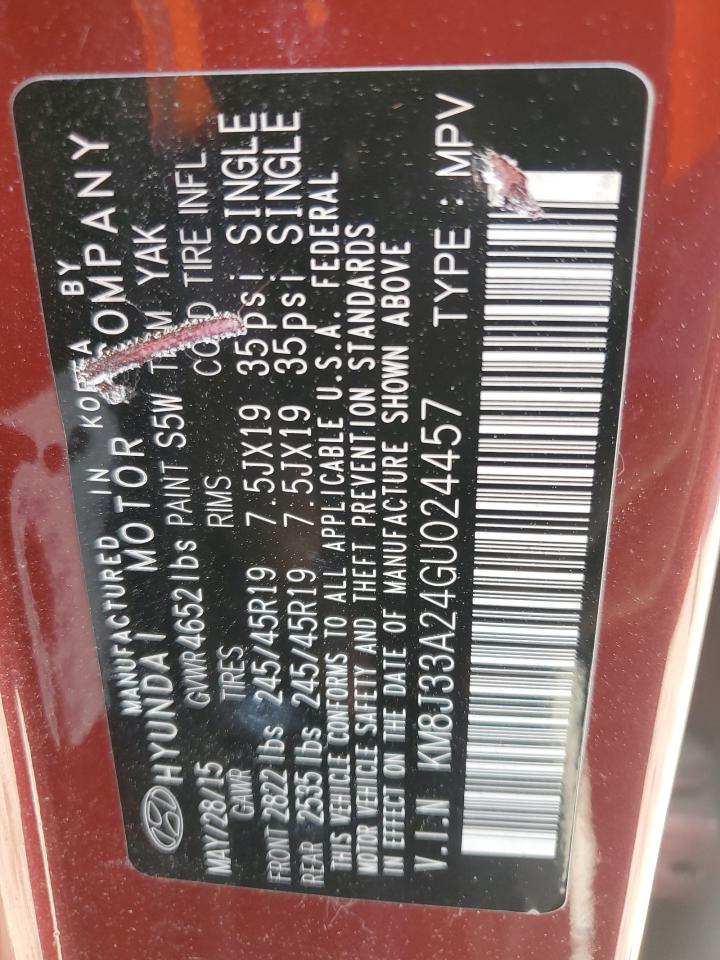 MANUFACTURED IN KOREA BY
HYUNDAI MOTOR COMPANY
MAY/28/15 GVWR 4652 lbs PAINT S5W TRIM YAK
GAWR TIRES RIMS COLD TIRE INFL.
FRONT 2822 lbs 245/45R19 7.5JX19 35psi SINGLE
REAR 2535 lbs 245/45R19 7.5JX19 35psi SINGLE
THIS VEHICLE CONFORMS TO ALL APPLICABLE U.S.A. FEDERAL
MOTOR VEHICLE SAFETY AND THEFT PREVENTION STANDARDS
IN EFFECT ON THE DATE OF MANUFACTURE SHOWN ABOVE
V.I.N KM8J33A24GU024457 TYPE : MPV